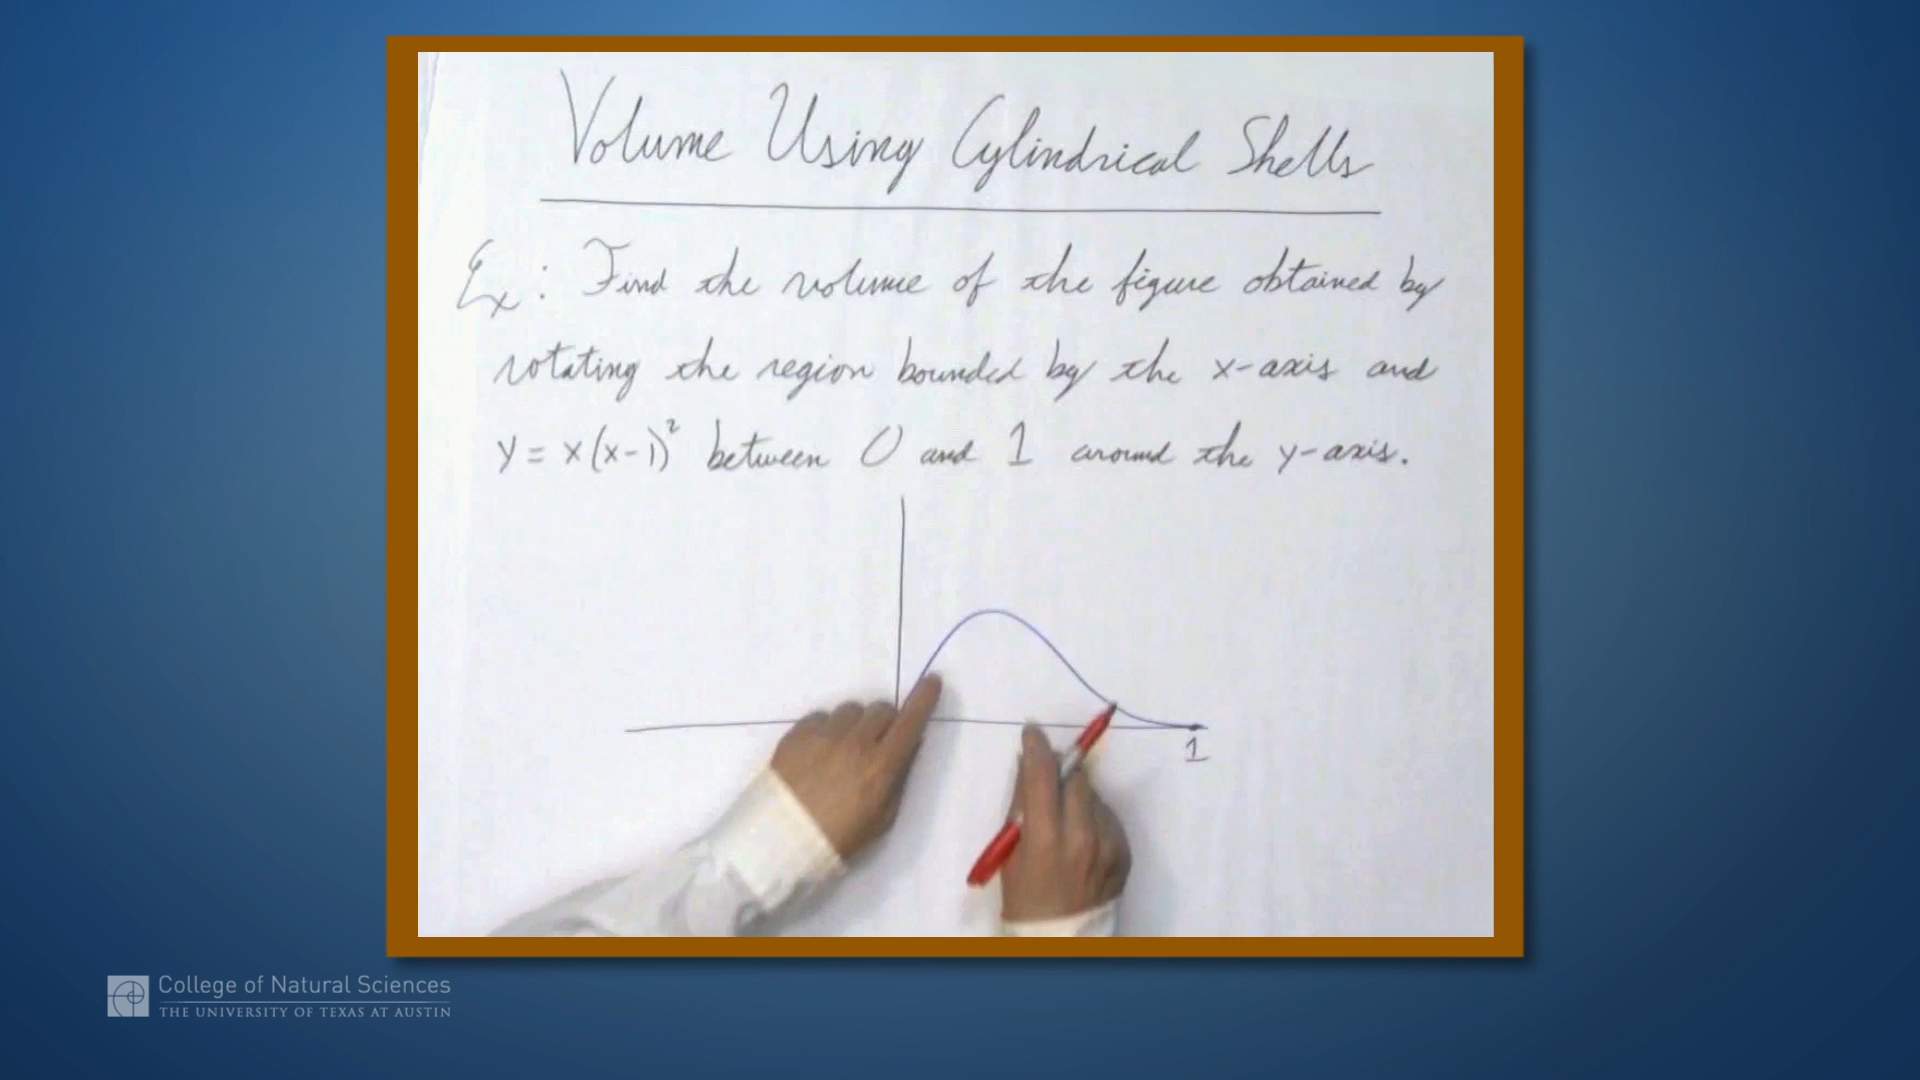 Volume Using Cylindrical Shells
Ex: Find the volume of the figure obtained by
rotating the region bounded by the x-axis and
y = x(x-1)² between 0 and 1 around the y-axis.
1
College of Natural Sciences
THE UNIVERSITY OF TEXAS AT AUSTIN